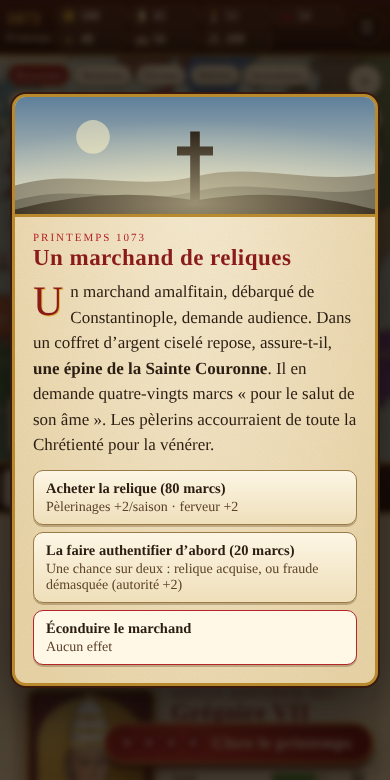 PRINTEMPS 1073
Un marchand de reliques
Un marchand amalfitain, débarqué de
Constantinople, demande audience. Dans
un coffret d’argent ciselé repose, assure-t-il,
une épine de la Sainte Couronne. Il en
demande quatre-vingts marcs « pour le salut de
son âme ». Les pèlerins accourraient de toute la
Chrétienté pour la vénérer.
Acheter la relique (80 marcs)
Pèlerinages +2/saison · ferveur +2
La faire authentifier d’abord (20 marcs)
Une chance sur deux : relique acquise, ou fraude
démasquée (autorité +2)
Éconduire le marchand
Aucun effet
Grégoire VII